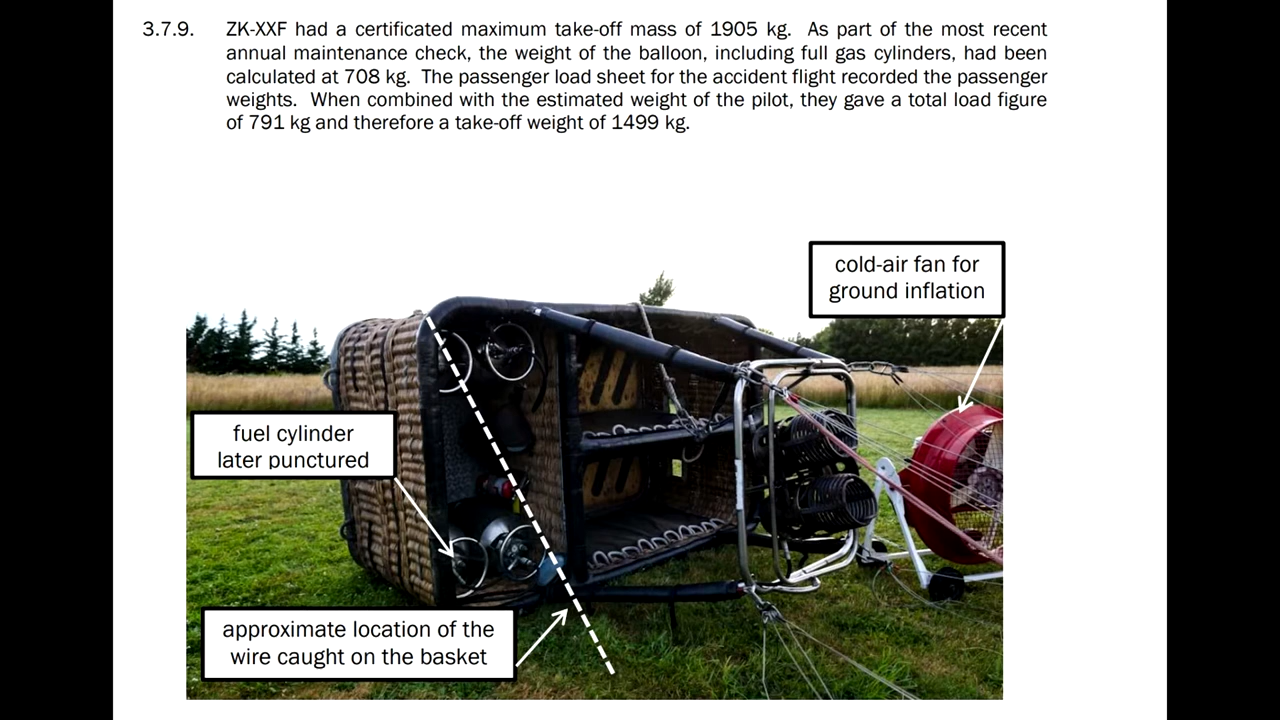 3.7.9. ZK-XXF had a certificated maximum take-off mass of 1905 kg. As part of the most recent
annual maintenance check, the weight of the balloon, including full gas cylinders, had been
calculated at 708 kg. The passenger load sheet for the accident flight recorded the passenger
weights. When combined with the estimated weight of the pilot, they gave a total load figure
of 791 kg and therefore a take-off weight of 1499 kg.
cold-air fan for
ground inflation
fuel cylinder
later punctured
approximate location of the
wire caught on the basket